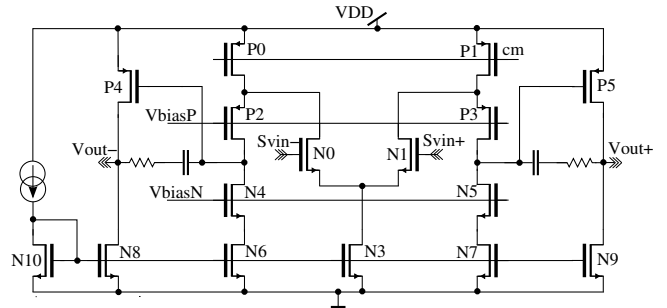 VDD
P0
P1
cm
P4
P5
VbiasP
P2
P3
Svin−
Svin+
Vout−
N0
N1
Vout+
VbiasN
N4
N5
N10
N8
N6
N3
N7
N9